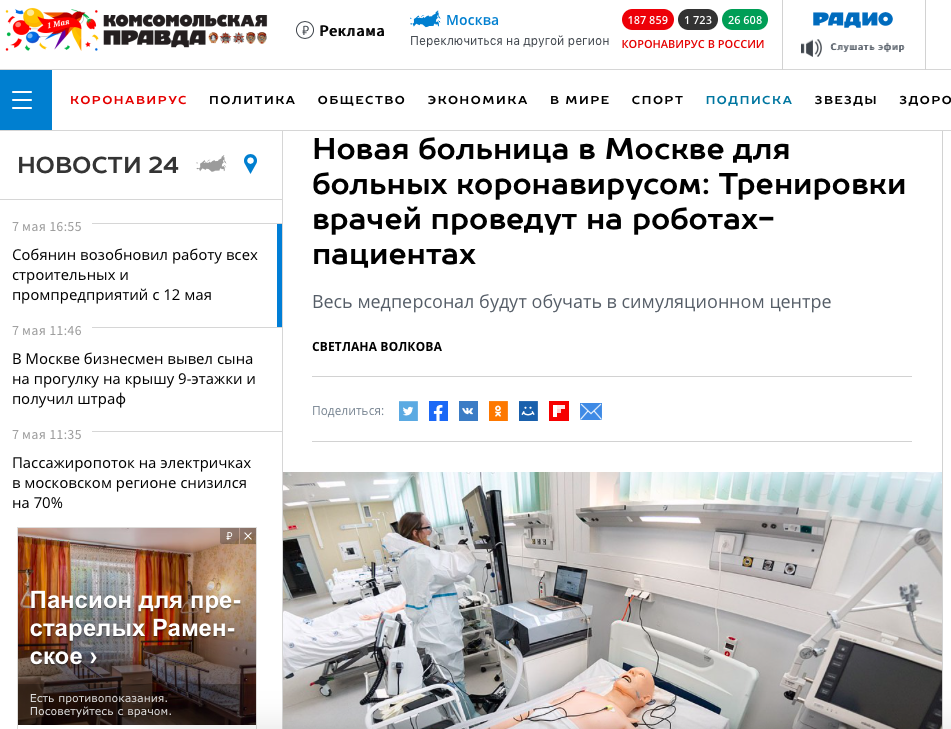 1 Мая
КОМСОМОЛЬСКАЯ
ПРАВДА
₽ Реклама
Москва
Переключиться на другой регион
187 859 1 723 26 608
КОРОНАВИРУС В РОССИИ
РАДИО
Слушать эфир
КОРОНАВИРУС ПОЛИТИКА ОБЩЕСТВО ЭКОНОМИКА В МИРЕ СПОРТ ПОДПИСКА ЗВЕЗДЫ ЗДОРО
НОВОСТИ 24
7 мая 16:55
Собянин возобновил работу всех
строительных и
промпредприятий с 12 мая
7 мая 11:46
В Москве бизнесмен вывел сына
на прогулку на крышу 9-этажки и
получил штраф
7 мая 11:35
Пассажиропоток на электричках
в московском регионе снизился
на 70%
₽
Пансион для пре-
старелых Рамен-
ское ›
Есть противопоказания.
Посоветуйтесь с врачом.
Новая больница в Москве для
больных коронавирусом: Тренировки
врачей проведут на роботах-
пациентах
Весь медперсонал будут обучать в симуляционном центре
СВЕТЛАНА ВОЛКОВА
Поделиться: